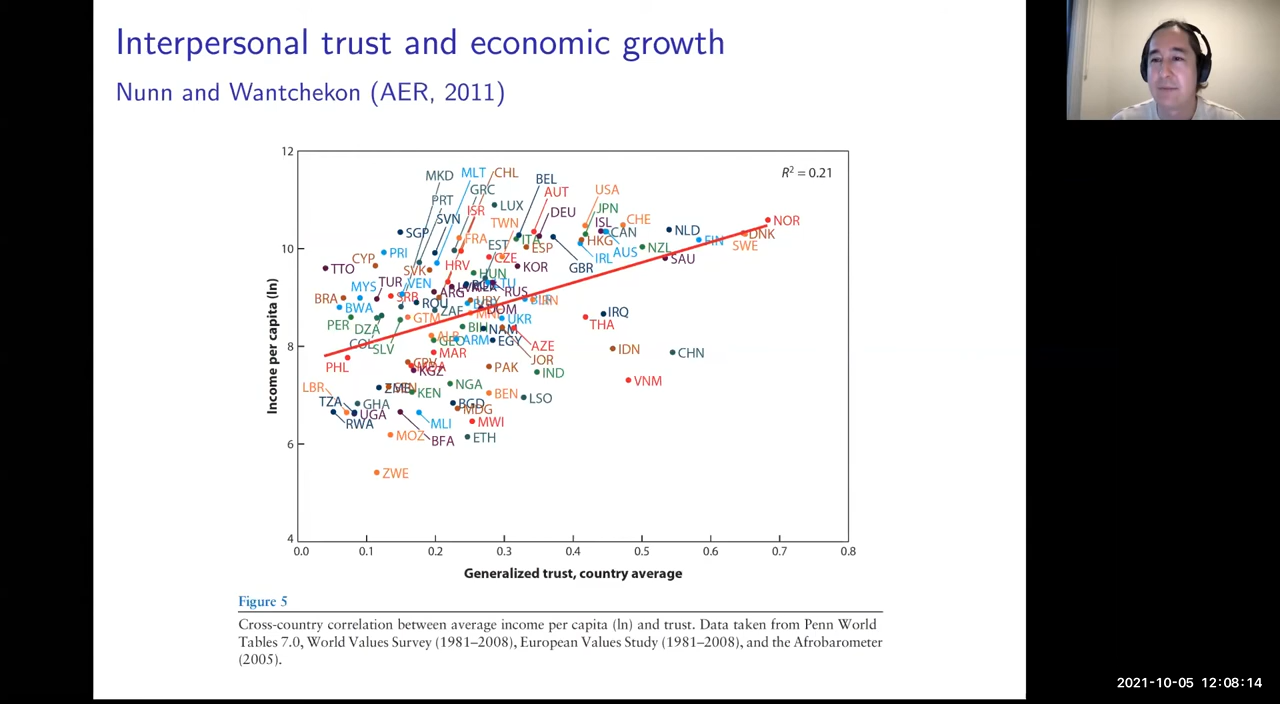 Interpersonal trust and economic growth
Nunn and Wantchekon (AER, 2011)
12
R² = 0.21
MKD
MLT
CHL
BEL
PRT
GRC
AUT
USA
SVN
ISR
LUX
DEU
JPN
SGP
TWN
ISL
CHE
NOR
FRA
EST
ITA
ESP
HKG
CAN
NLD
FIN
DNK
SWE
10
PRI
CYP
CZE
IRL
AUS
NZL
SAU
TTO
SVK
HRV
KOR
GBR
MYS
TUR
VEN
HUN
BRA
SRB
ARG
RUS
BWA
ROU
ZAF
DOM
IRQ
PER
DZA
GTM
UKR
THA
COL
SLV
BIH
NAM
GEO
ARM
EGY
AZE
8
MAR
JOR
IDN
CHN
PHL
KGZ
PAK
IND
VNM
LBR
KEN
NGA
BEN
LSO
TZA
GHA
UGA
BGD
MDG
RWA
MLI
MWI
MOZ
BFA
ETH
6
ZWE
4
0.0 0.1 0.2 0.3 0.4 0.5 0.6 0.7 0.8
Income per capita (ln)
Generalized trust, country average
Figure 5
Cross-country correlation between average income per capita (ln) and trust. Data taken from Penn World
Tables 7.0, World Values Survey (1981–2008), European Values Study (1981–2008), and the Afrobarometer
(2005).
2021-10-05 12:08:14